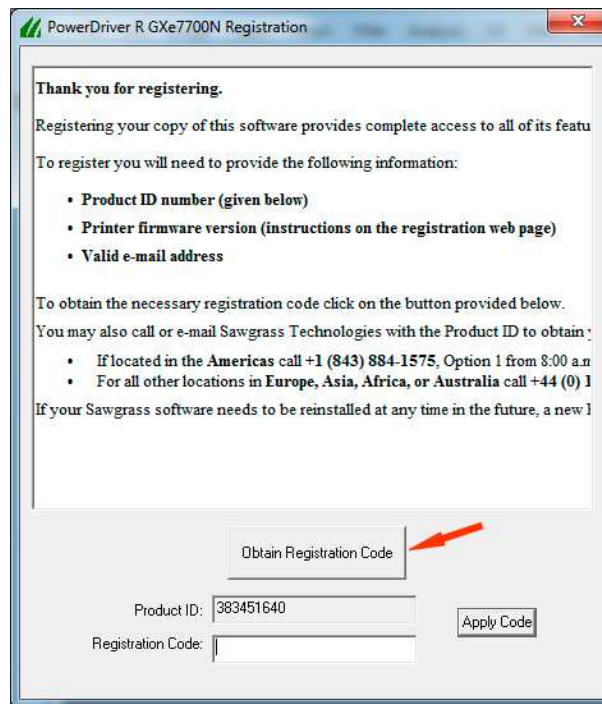 PowerDriver R GXe7700N Registration
Thank you for registering.
Registering your copy of this software provides complete access to all of its featu
To register you will need to provide the following information:
• Product ID number (given below)
• Printer firmware version (instructions on the registration web page)
• Valid e-mail address
To obtain the necessary registration code click on the button provided below.
You may also call or e-mail Sawgrass Technologies with the Product ID to obtain
• If located in the Americas call +1 (843) 884-1575, Option 1 from 8:00 a.m
• For all other locations in Europe, Asia, Africa, or Australia call +44 (0) 1
If your Sawgrass software needs to be reinstalled at any time in the future, a new
Obtain Registration Code
Product ID: 383451640
Apply Code
Registration Code: